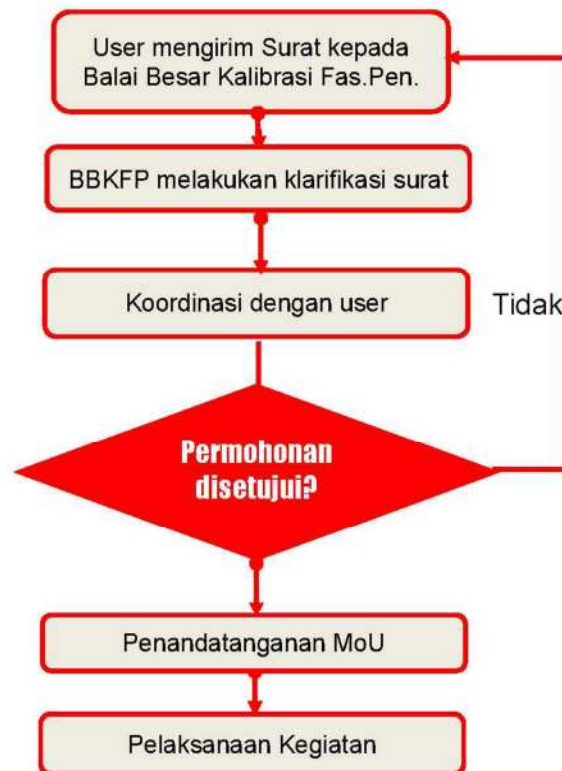 User mengirim Surat kepada
Balai Besar Kalibrasi Fas.Pen.
BBKFP melakukan klarifikasi surat
Koordinasi dengan user
Tidak
Permohonan
disetujui?
Penandatanganan MoU
Pelaksanaan Kegiatan